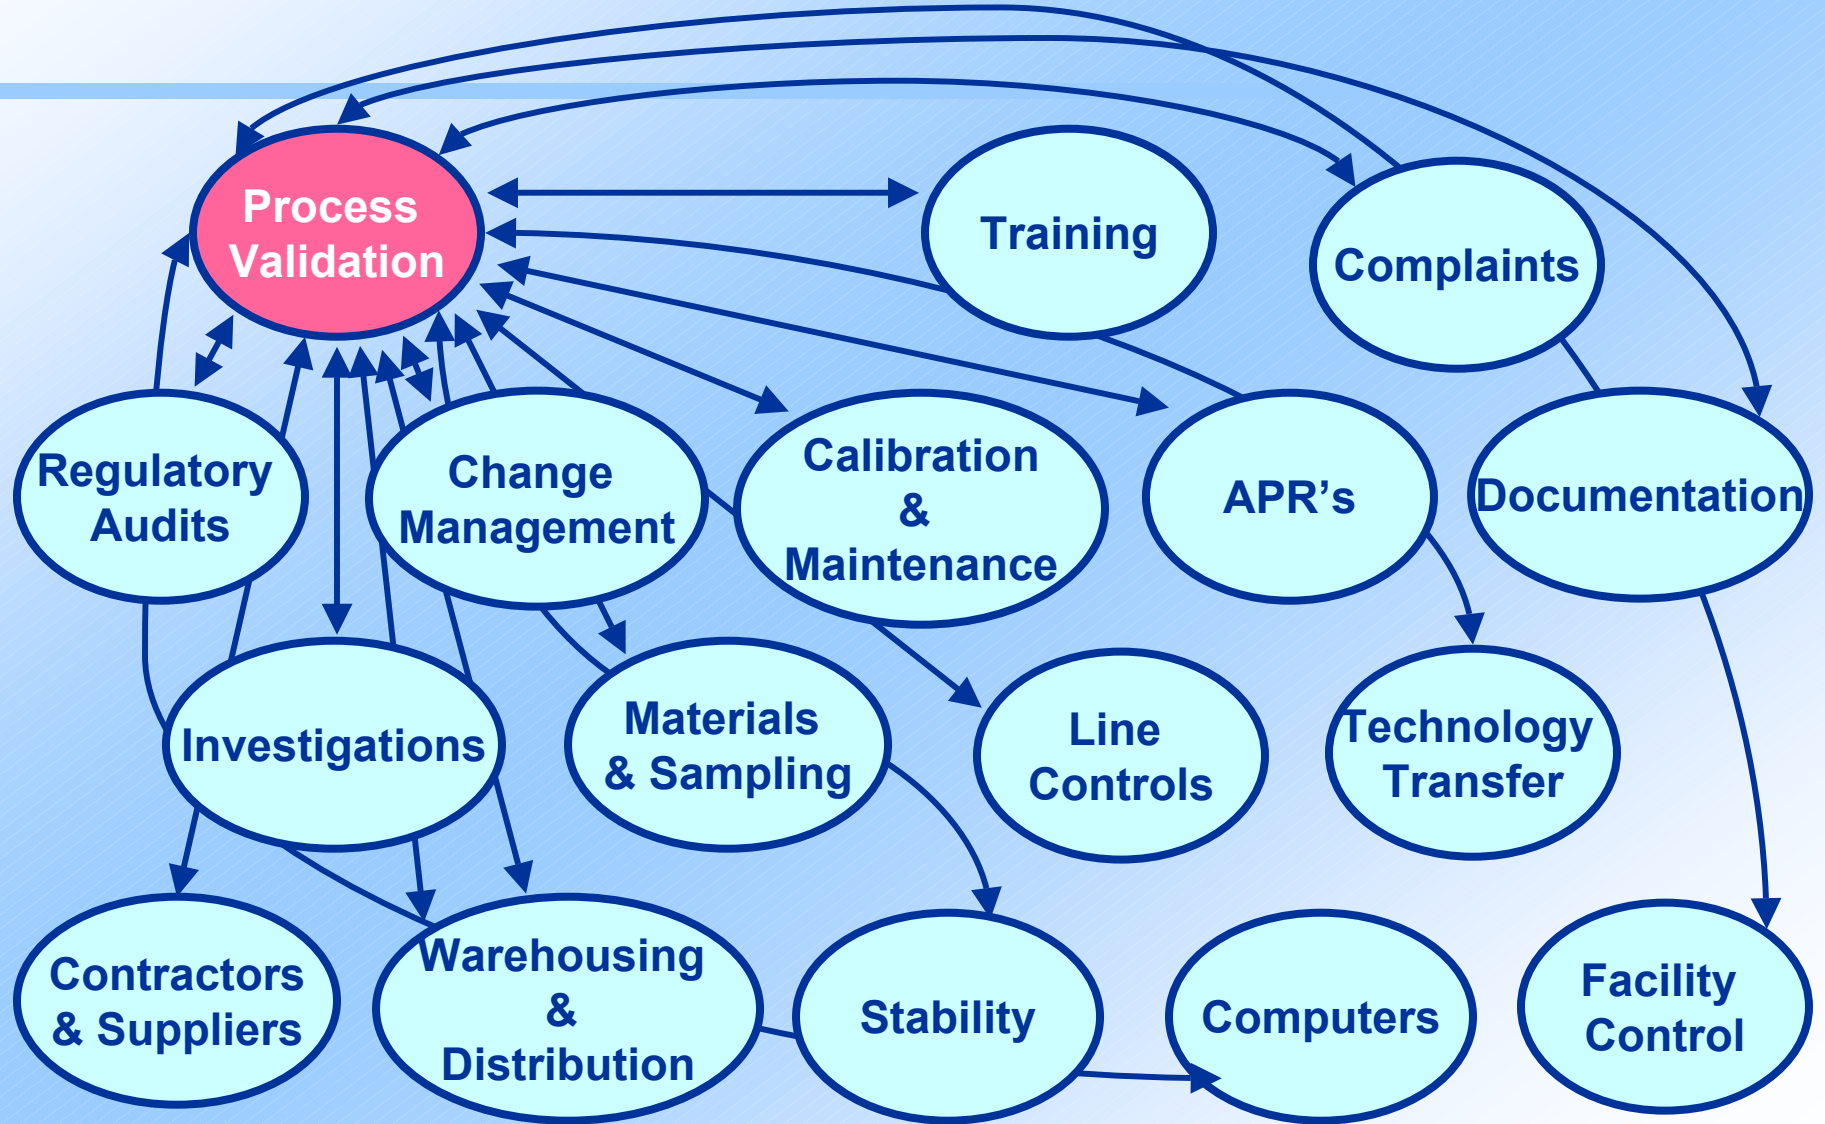 Process
Validation
Training
Complaints
Regulatory
Audits
Change
Management
Calibration
&
Maintenance
APR’s
Documentation
Investigations
Materials
& Sampling
Line
Controls
Technology
Transfer
Contractors
& Suppliers
Warehousing
&
Distribution
Stability
Computers
Facility
Control